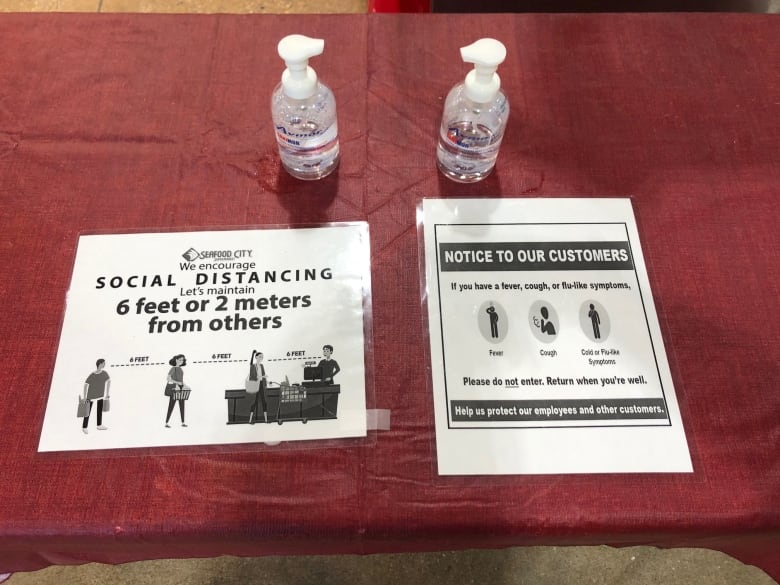 SEAFOOD CITY
SUPERMARKET
We encourage
SOCIAL DISTANCING
Let's maintain
6 feet or 2 meters
from others
6 FEET
6 FEET
6 FEET
NOTICE TO OUR CUSTOMERS
If you have a fever, cough, or flu-like symptoms,
Fever
Cough
Cold or Flu-like
Symptoms
Please do not enter. Return when you're well.
Help us protect our employees and other customers.